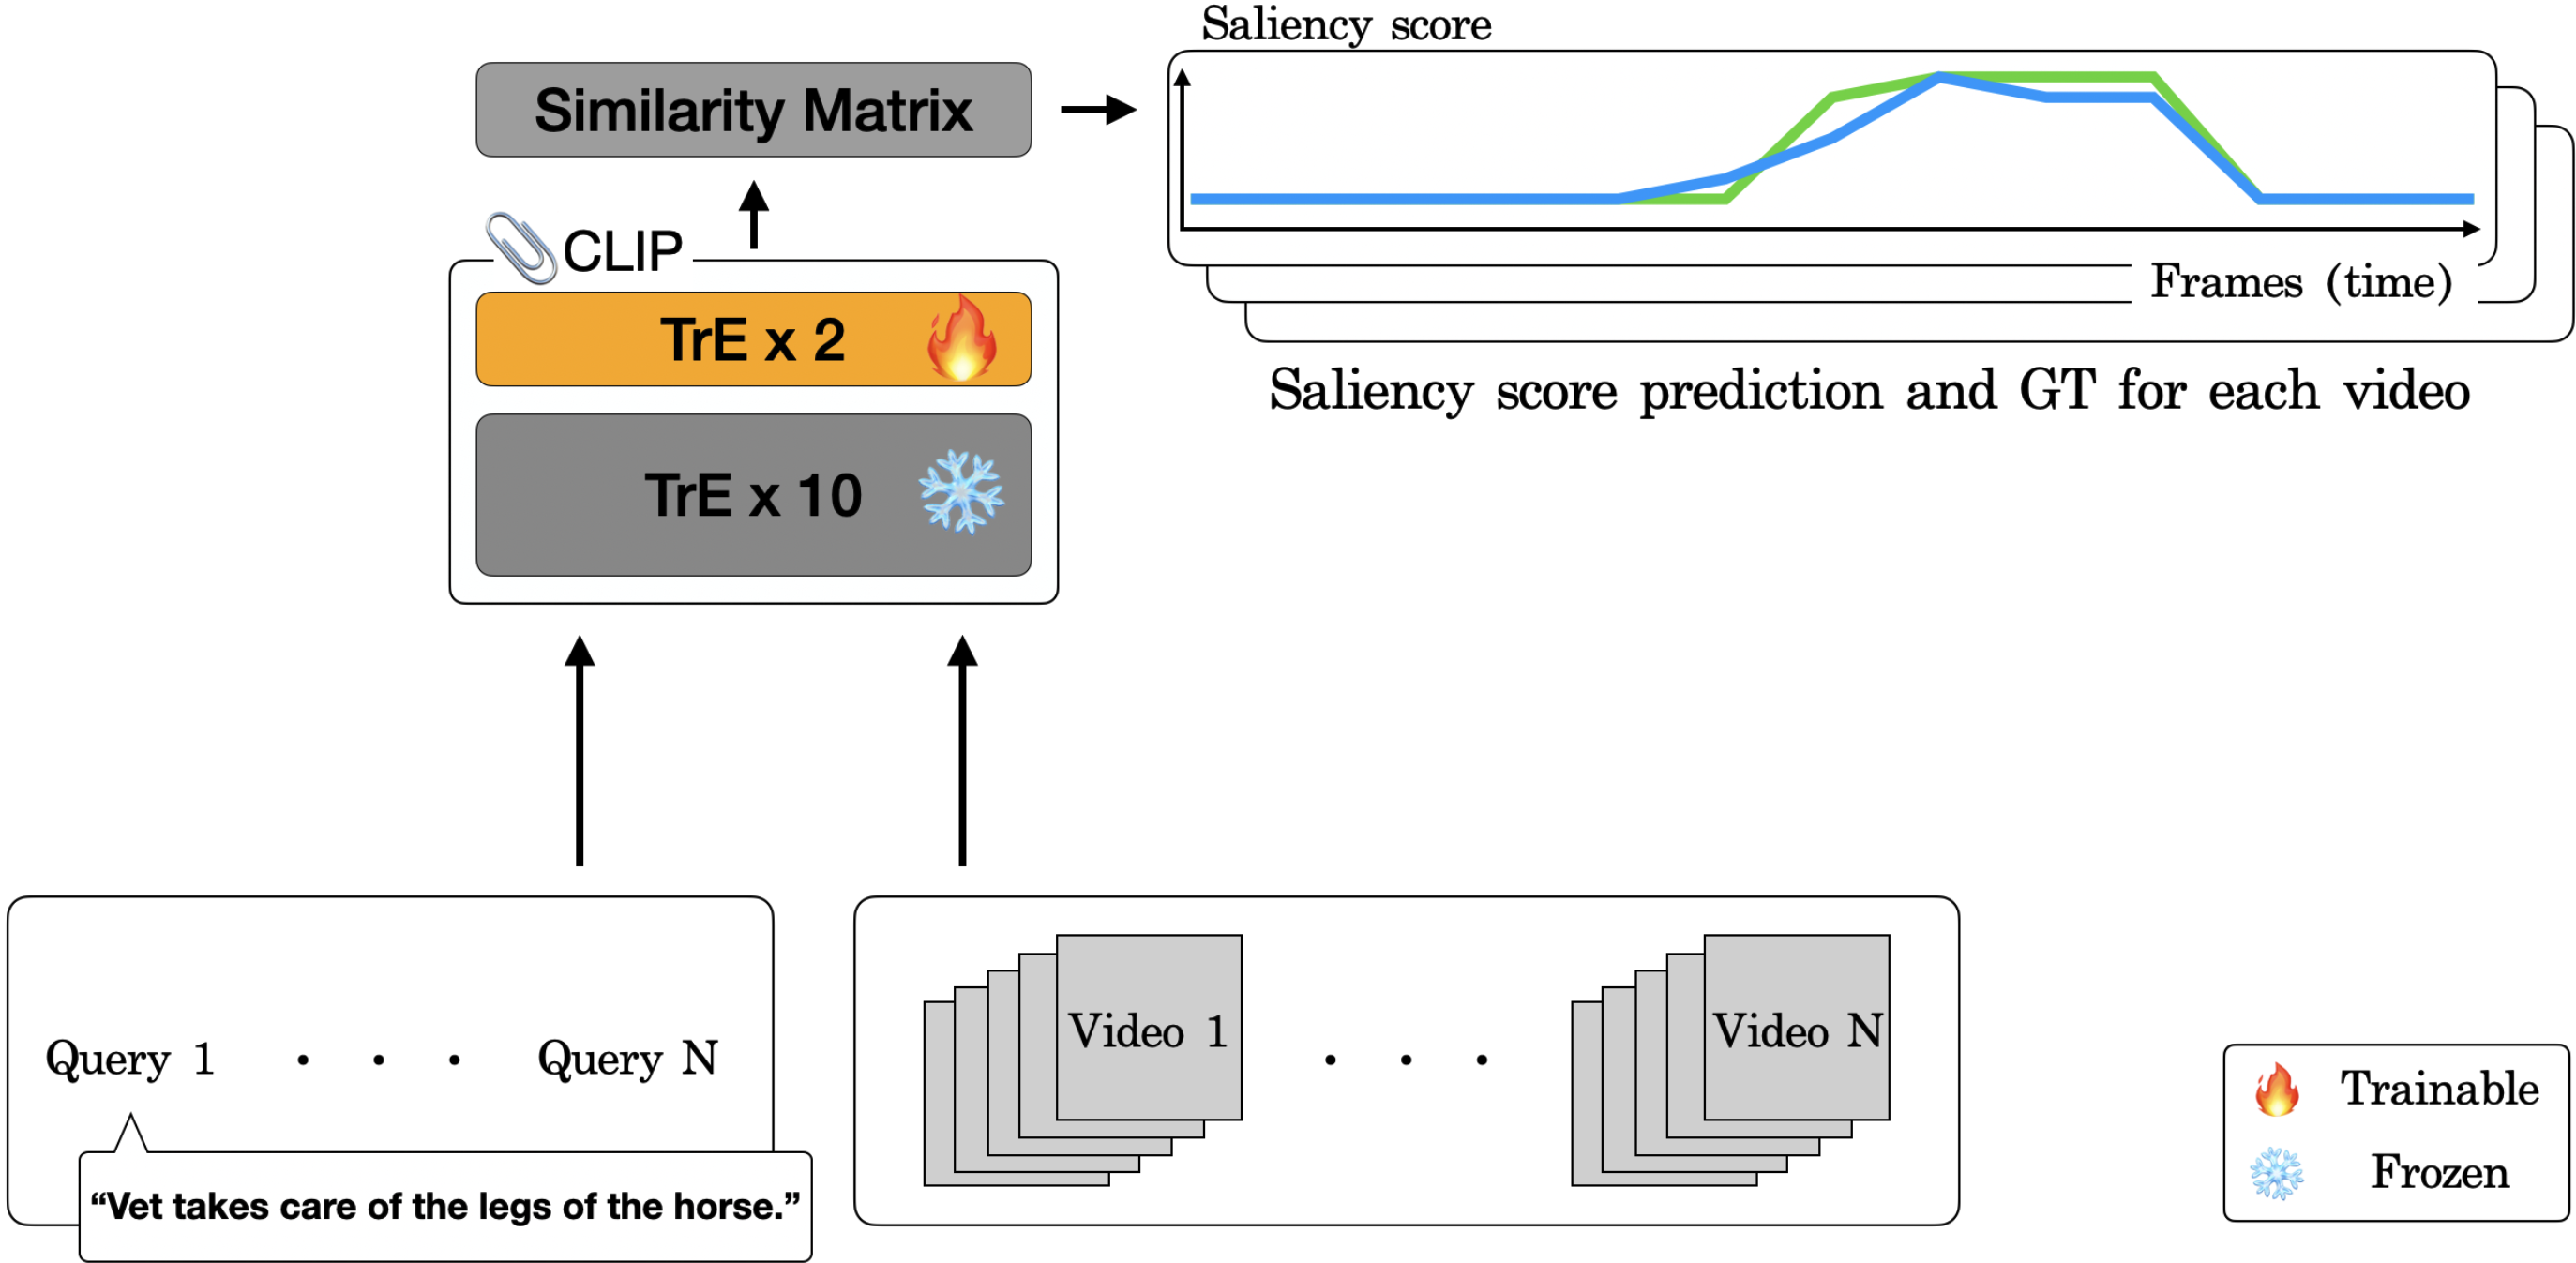 Saliency score
Similarity Matrix
CLIP
Frames (time)
TrE x 2
Saliency score prediction and GT for each video
TrE x 10
Video 1
Video N
Query 1 . . . Query N
. . .
Trainable
Frozen
“Vet takes care of the legs of the horse.”